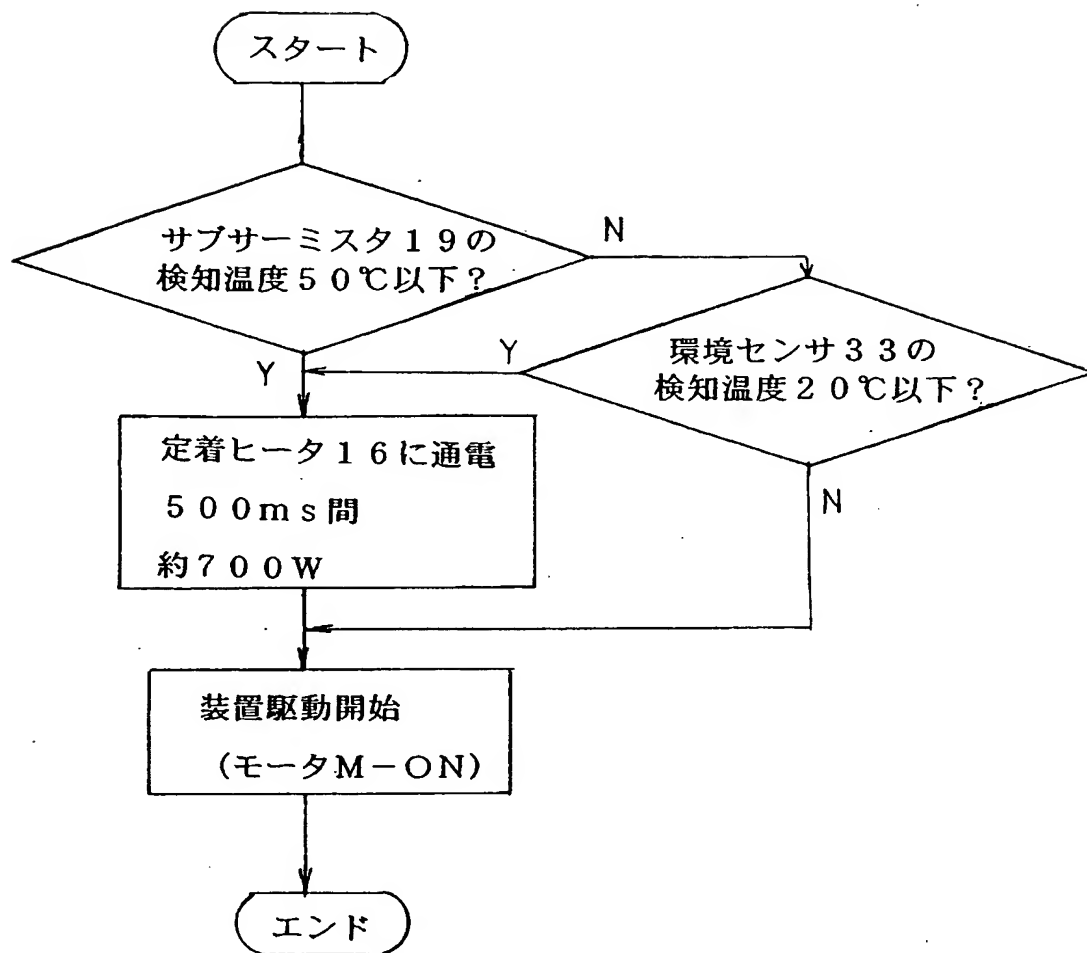 スタート
サブサーミスタ１９の
検知温度５０℃以下？
N
Y
環境センサ３３の
検知温度２０℃以下？
Y
N
定着ヒータ１６に通電
５００ｍｓ間
約７００Ｗ
装置駆動開始
（モータＭ－ＯＮ）
エンド